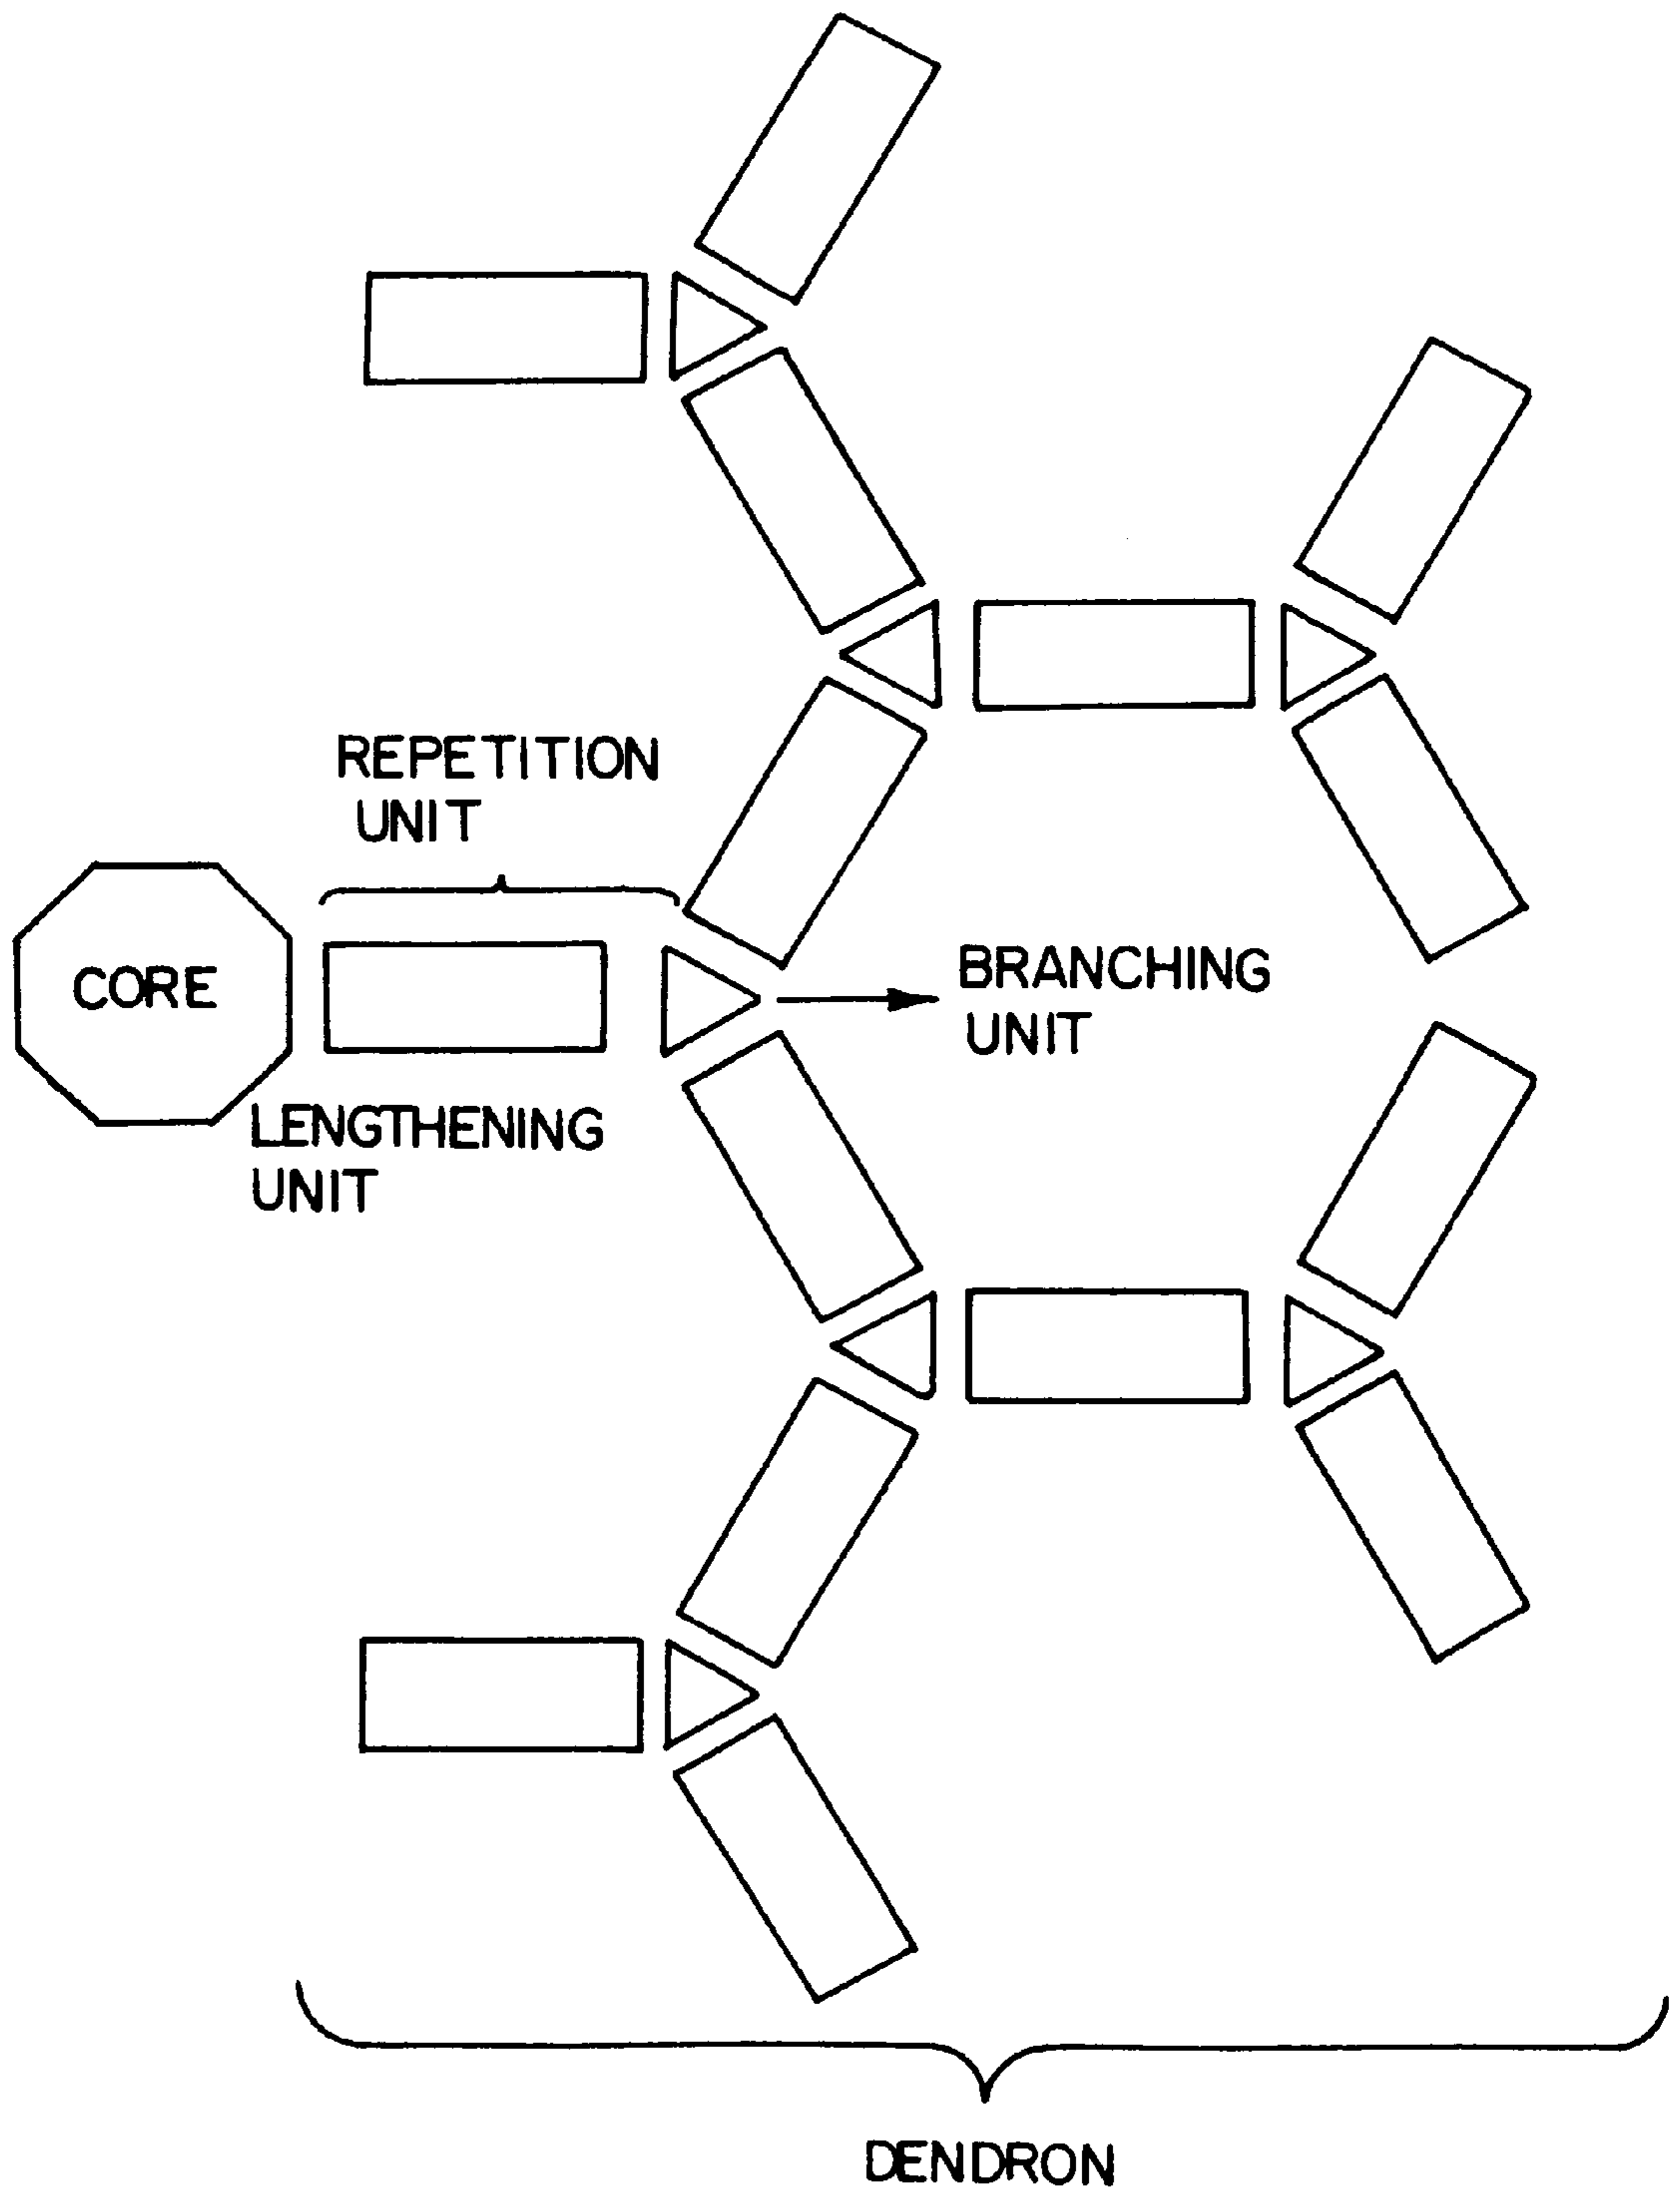 REPETITION
UNIT
CORE
BRANCHING
UNIT
LENGTHENING
UNIT
DENDRON